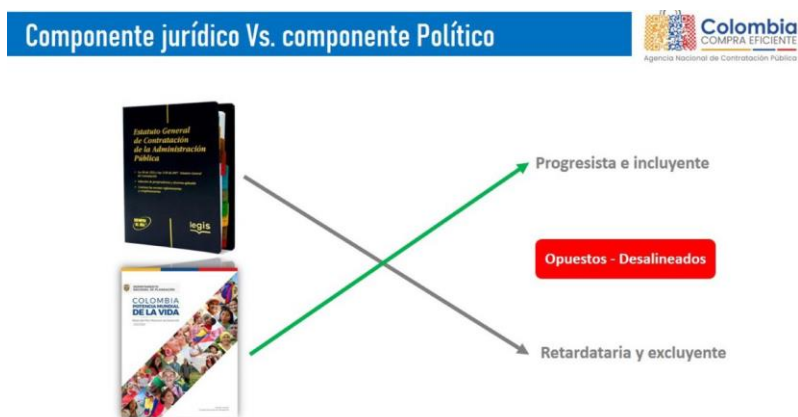 Componente jurídico Vs. componente Político
Colombia
COMPRA EFICIENTE
Agencia Nacional de Contratación Pública
Estatuto General
de Contratación
de la Administración
Pública
legis
Progresista e incluyente
Opuestos - Desalineados
COLOMBIA
POTENCIA MUNDIAL
DE LA VIDA
Retardataria y excluyente